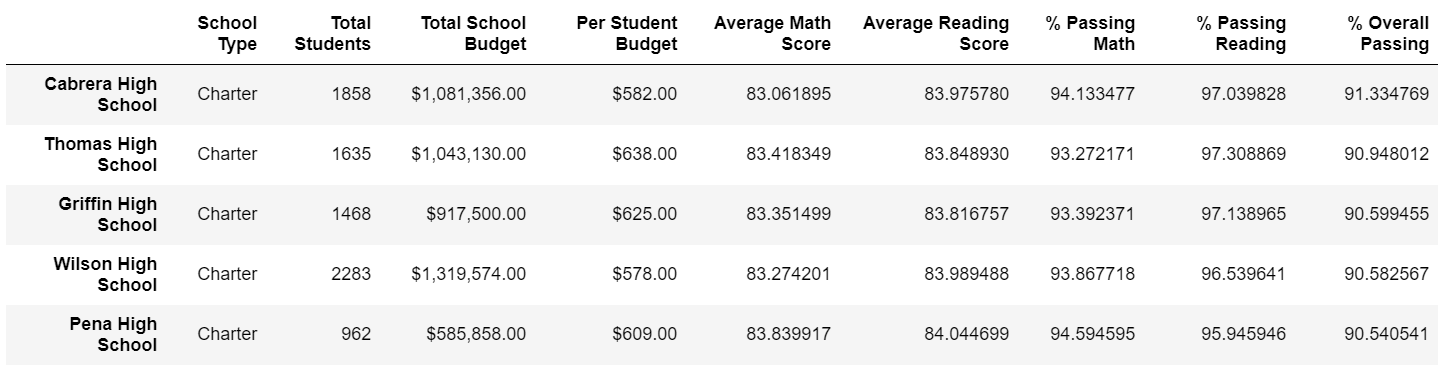 School Type Total Students Total School Budget Per Student Budget Average Math Score Average Reading Score % Passing Math % Passing Reading % Overall Passing
Cabrera High School Charter 1858 $1,081,356.00 $582.00 83.061895 83.975780 94.133477 97.039828 91.334769
Thomas High School Charter 1635 $1,043,130.00 $638.00 83.418349 83.848930 93.272171 97.308869 90.948012
Griffin High School Charter 1468 $917,500.00 $625.00 83.351499 83.816757 93.392371 97.138965 90.599455
Wilson High School Charter 2283 $1,319,574.00 $578.00 83.274201 83.989488 93.867718 96.539641 90.582567
Pena High School Charter 962 $585,858.00 $609.00 83.839917 84.044699 94.594595 95.945946 90.540541